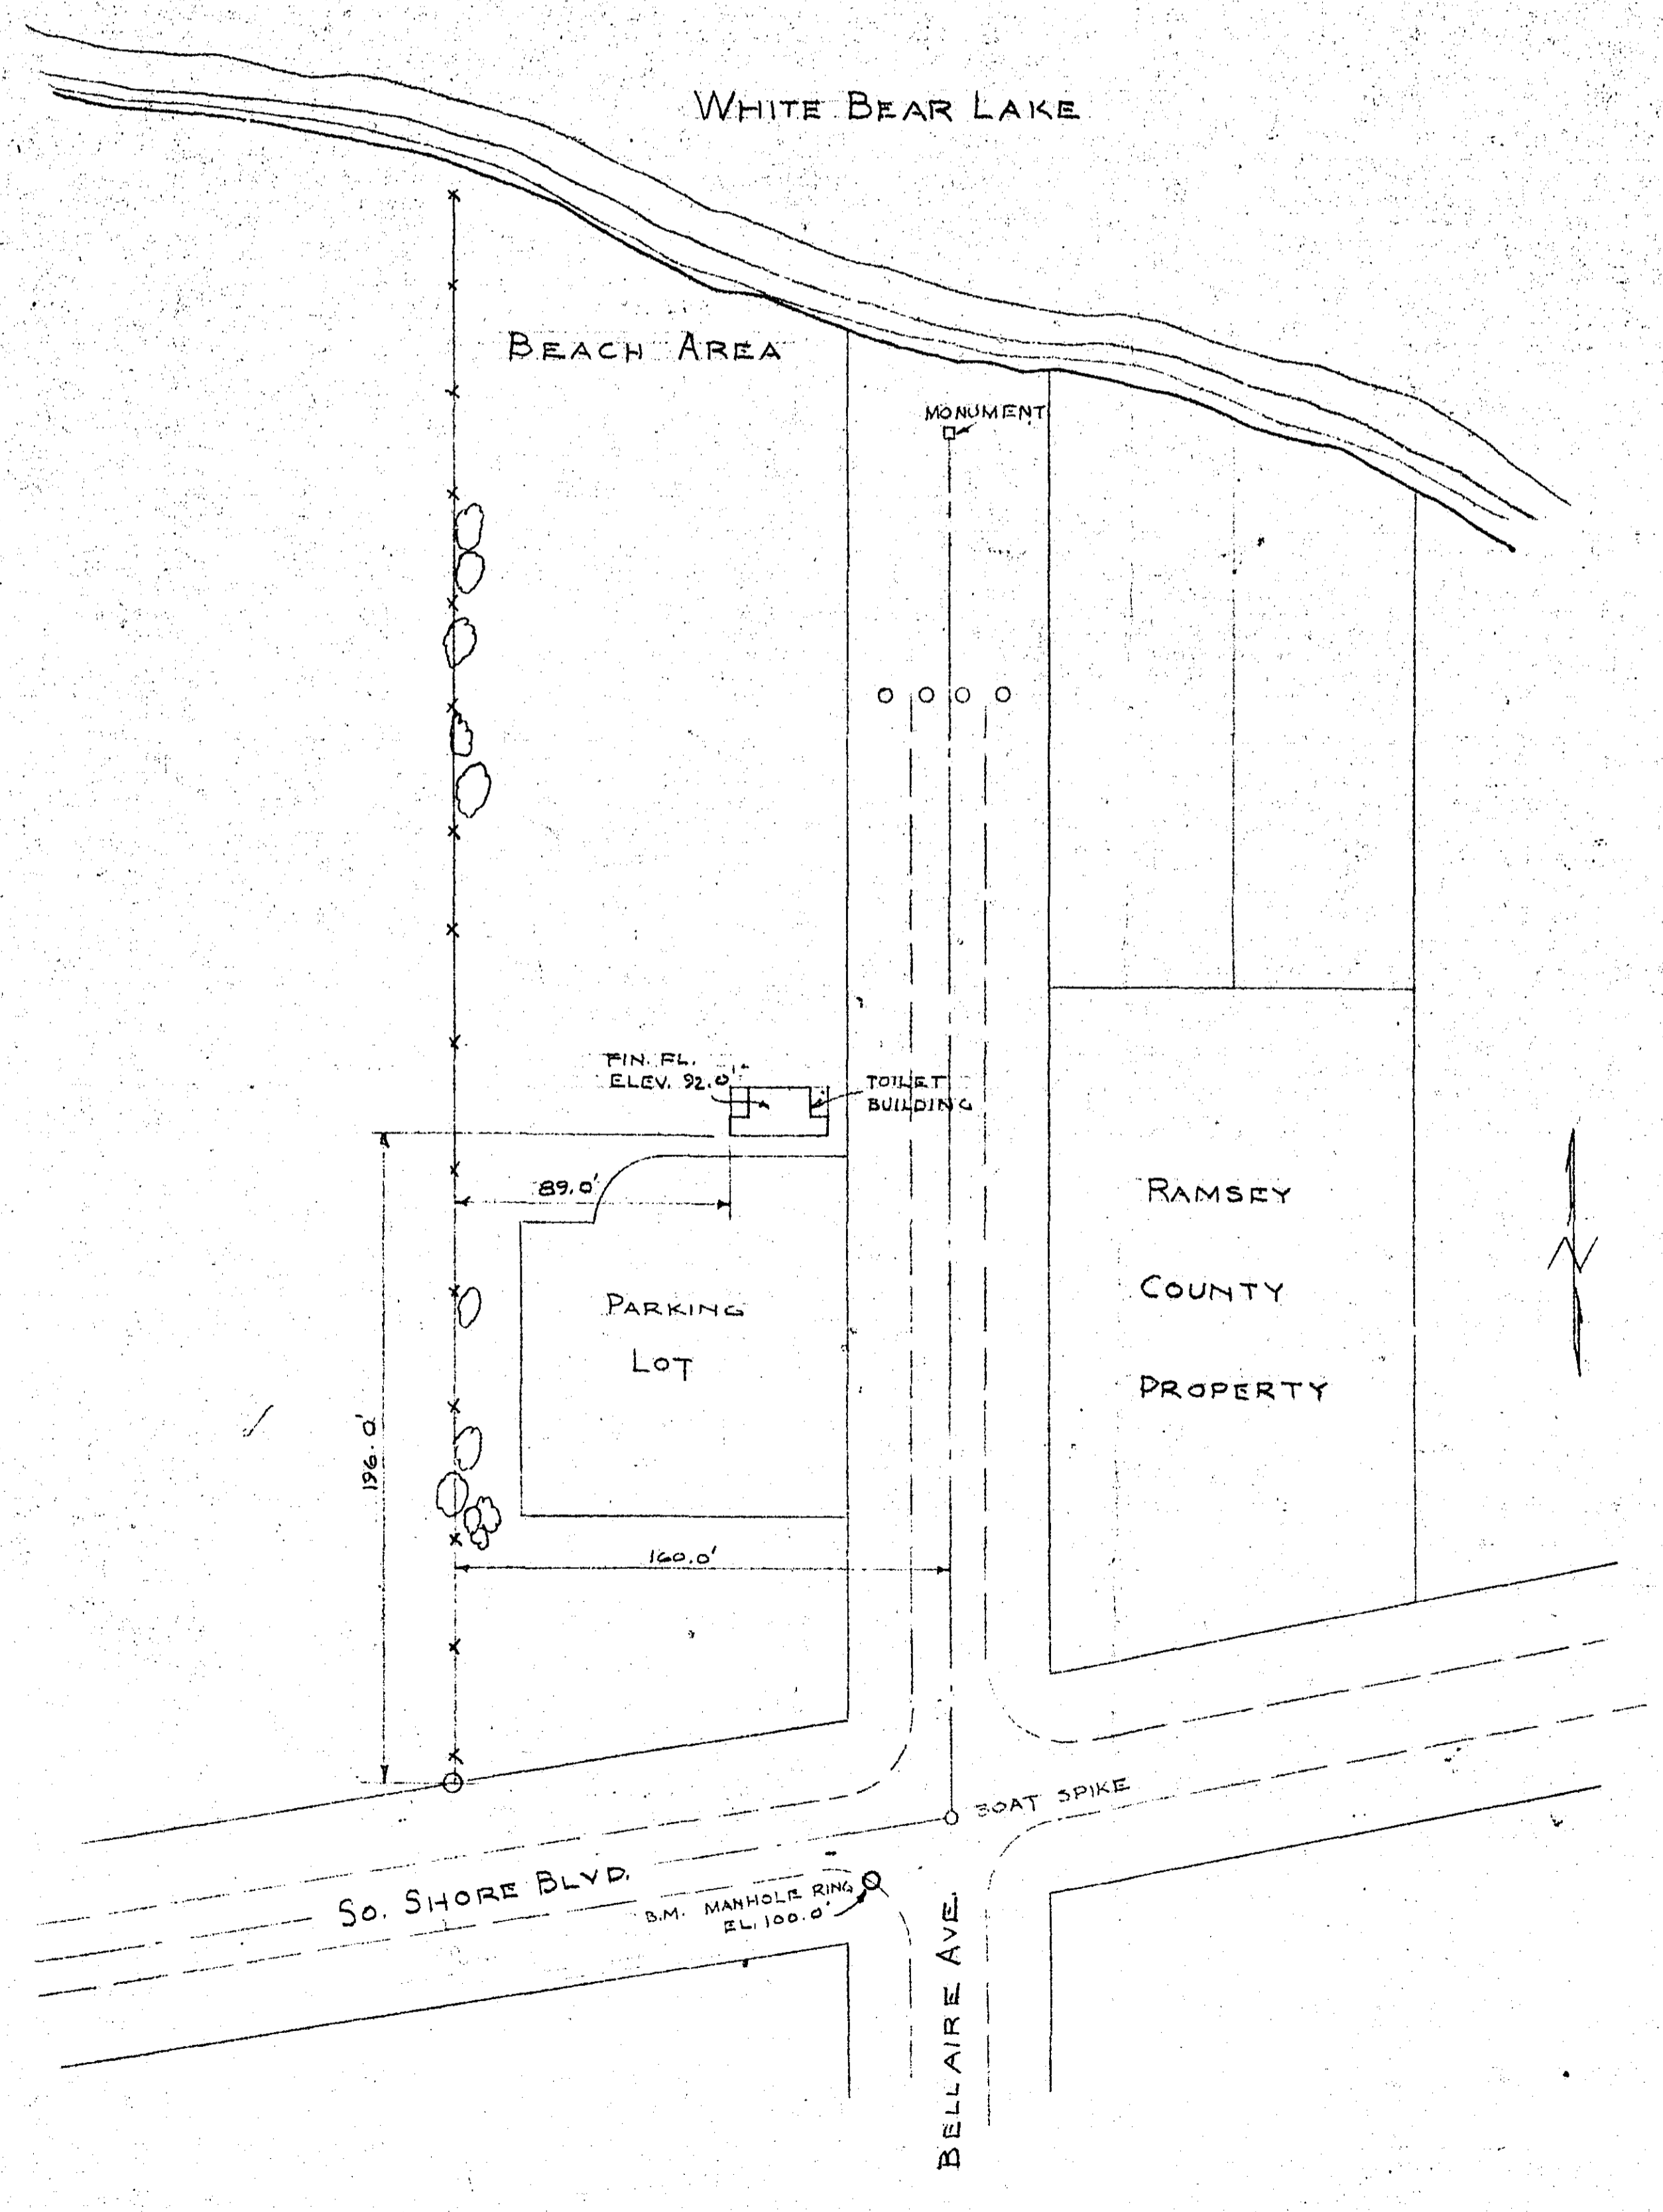 WHITE BEAR LAKE
BEACH AREA
MONUMENT
FIN. FL.
ELEV. 92.0'
TOILET
BUILDING
89.0'
RAMSEY
COUNTY
PROPERTY
N
PARKING
LOT
196.0'
160.0'
BOAT SPIKE
SO. SHORE BLVD.
B.M. MANHOLE RING
EL. 100.0'
BELLAIRE AVE.